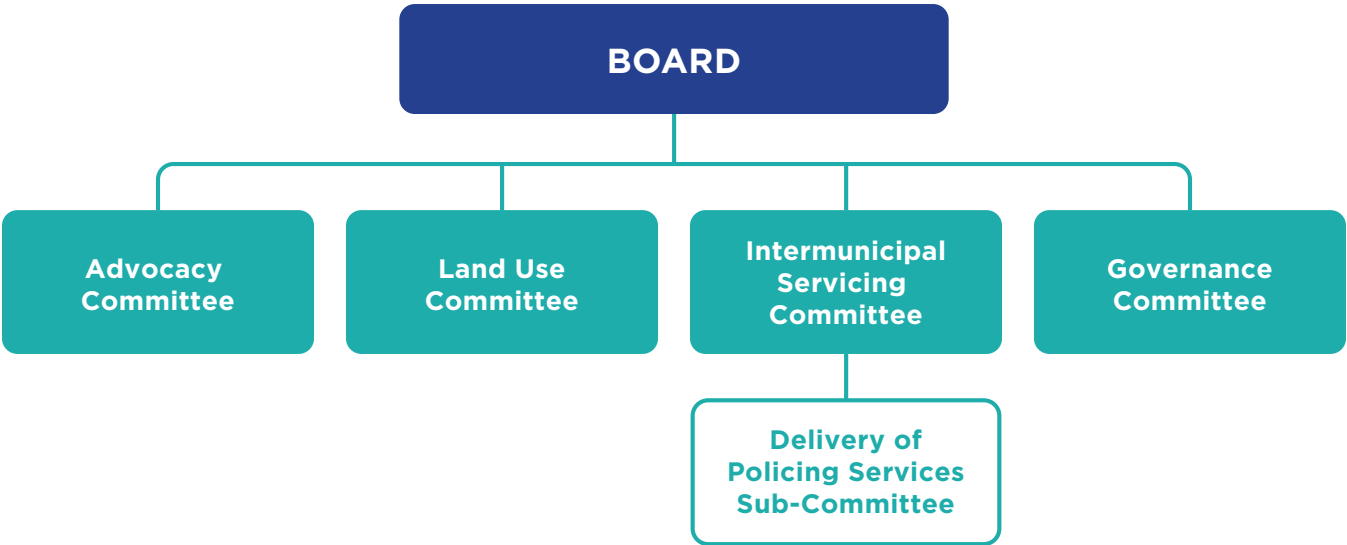 BOARD
Advocacy
Committee
Land Use
Committee
Intermunicipal
Servicing
Committee
Governance
Committee
Delivery of
Policing Services
Sub-Committee